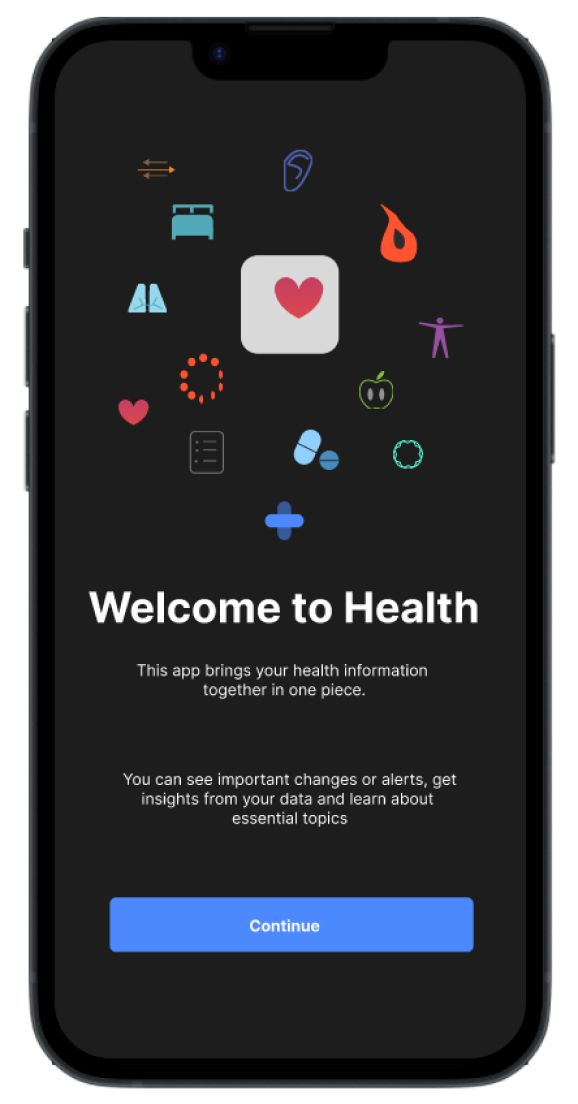 Welcome to Health
This app brings your health information
together in one piece.
You can see important changes or alerts, get
insights from your data and learn about
essential topics
Continue